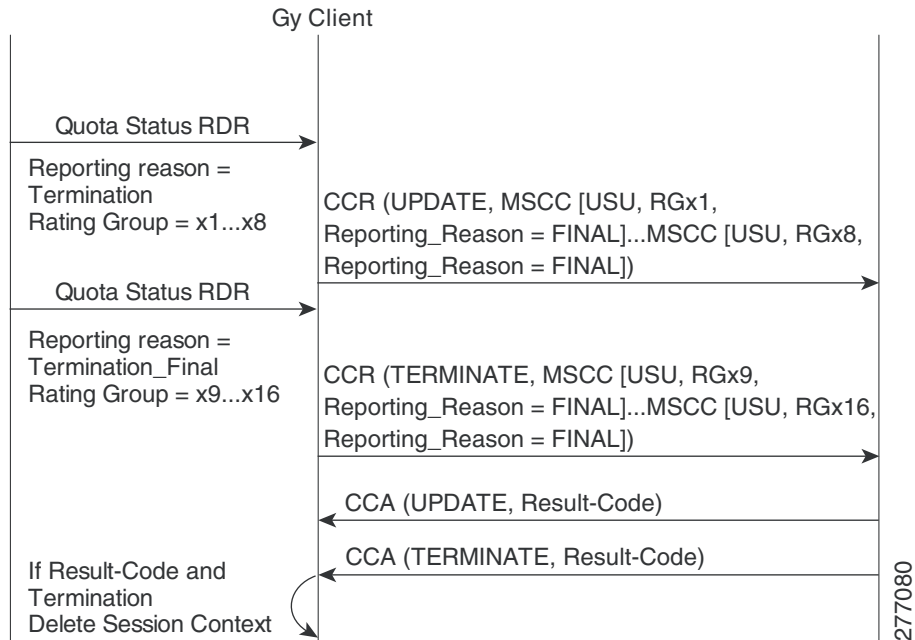 Gy Client
Quota Status RDR
Reporting reason =
Termination
Rating Group = x1...x8
CCR (UPDATE, MSCC [USU, RGx1,
Reporting_Reason = FINAL]...MSCC [USU, RGx8,
Reporting_Reason = FINAL])
Quota Status RDR
Reporting reason =
Termination_Final
Rating Group = x9...x16
CCR (TERMINATE, MSCC [USU, RGx9,
Reporting_Reason = FINAL]...MSCC [USU, RGx16,
Reporting_Reason = FINAL])
CCA (UPDATE, Result-Code)
CCA (TERMINATE, Result-Code)
If Result-Code and
Termination
Delete Session Context
277080